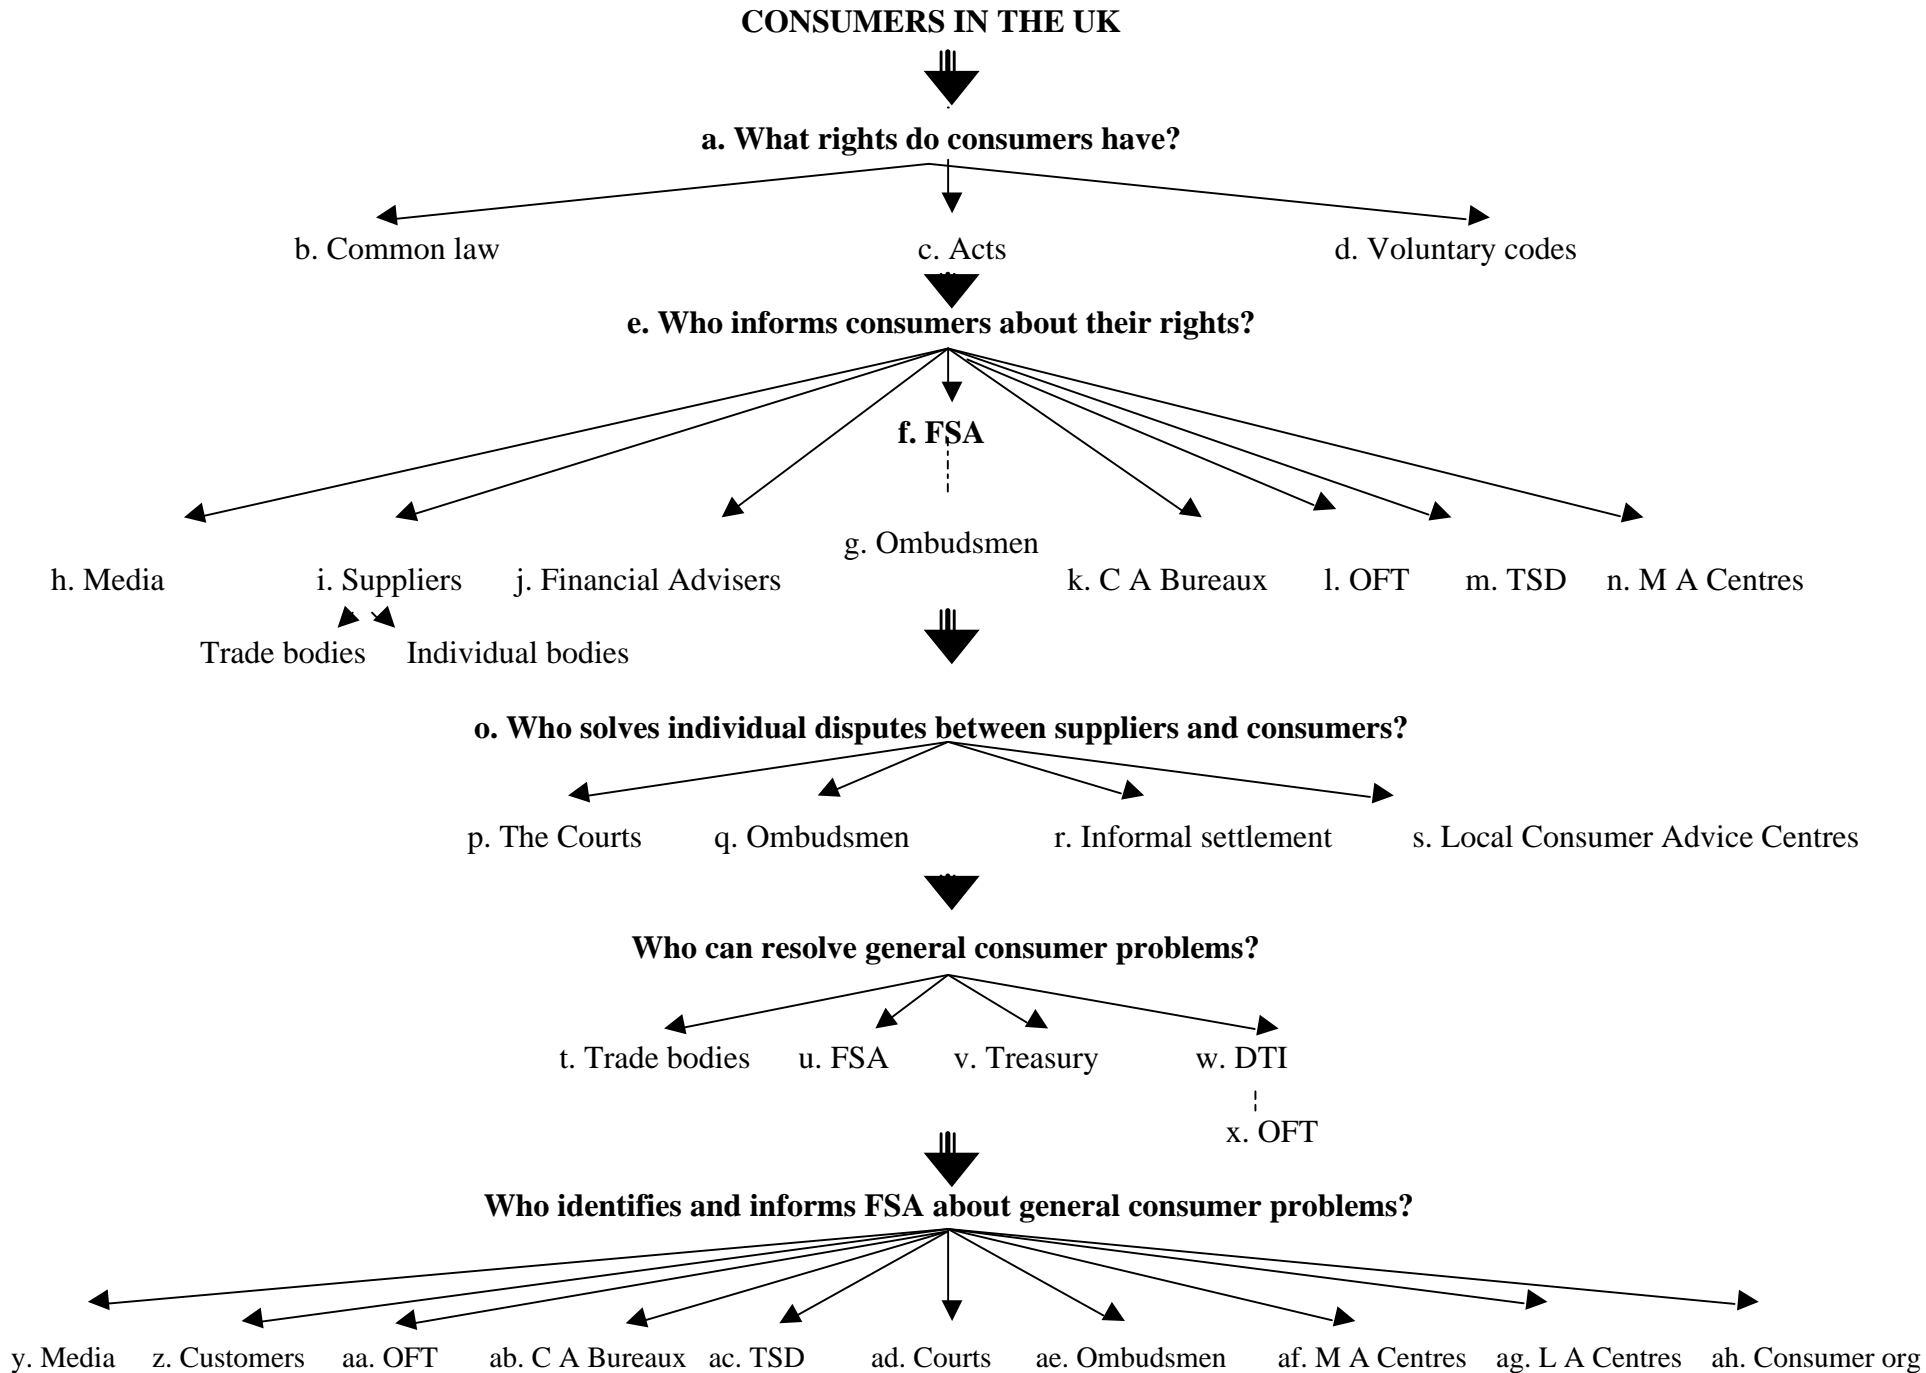 CONSUMERS IN THE UK
a. What rights do consumers have?
b. Common law c. Acts d. Voluntary codes
e. Who informs consumers about their rights?
f. FSA
g. Ombudsmen
h. Media i. Suppliers j. Financial Advisers k. C A Bureaux l. OFT m. TSD n. M A Centres
Trade bodies Individual bodies
o. Who solves individual disputes between suppliers and consumers?
p. The Courts q. Ombudsmen r. Informal settlement s. Local Consumer Advice Centres
Who can resolve general consumer problems?
t. Trade bodies u. FSA v. Treasury w. DTI
x. OFT
Who identifies and informs FSA about general consumer problems?
y. Media z. Customers aa. OFT ab. C A Bureaux ac. TSD ad. Courts ae. Ombudsmen af. M A Centres ag. L A Centres ah. Consumer org